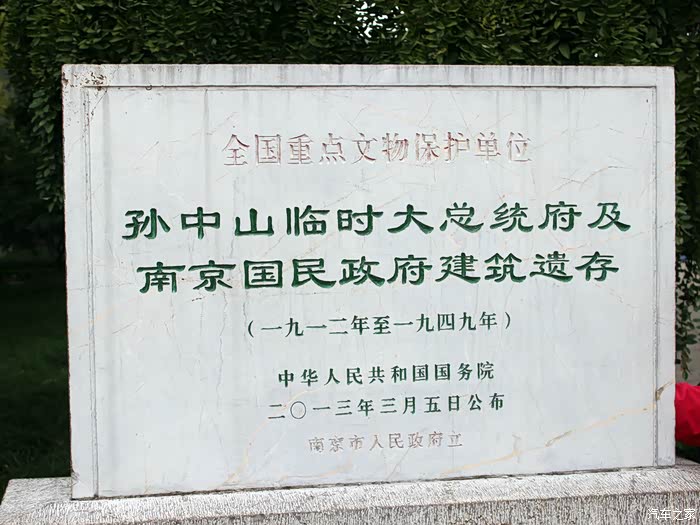 全国重点文物保护单位
孙中山临时大总统府及
南京国民政府建筑遗存
（一九一二年至一九四九年）
中华人民共和国国务院
二〇一三年三月五日公布
南京市人民政府立
汽车之家